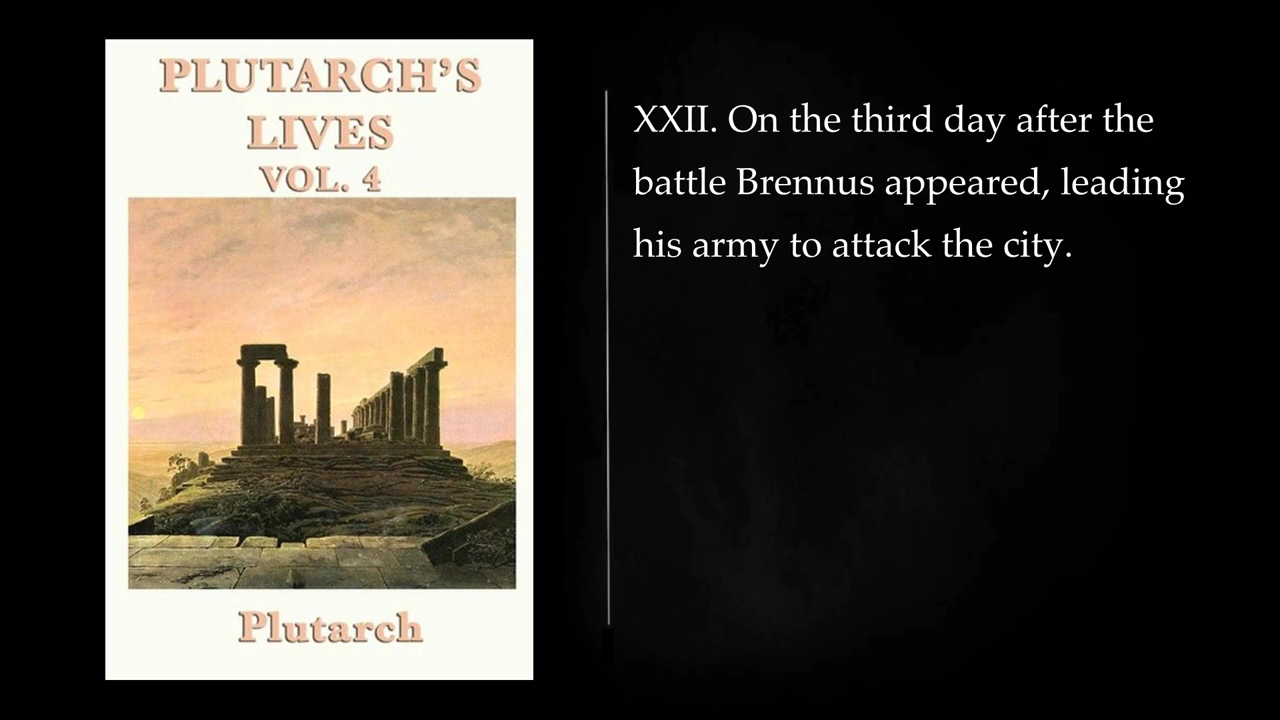 PLUTARCH'S
LIVES
VOL. 4
Plutarch
XXII. On the third day after the
battle Brennus appeared, leading
his army to attack the city.